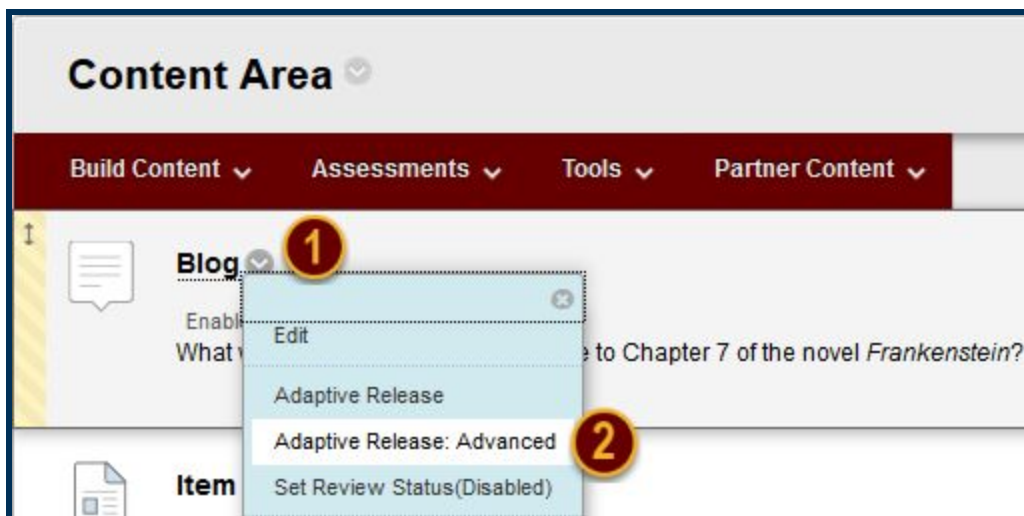 Content Area
Build Content Assessments Tools Partner Content
Blog 1
Enabl
Edit
What e to Chapter 7 of the novel Frankenstein?
Adaptive Release
Adaptive Release: Advanced 2
Item Set Review Status(Disabled)